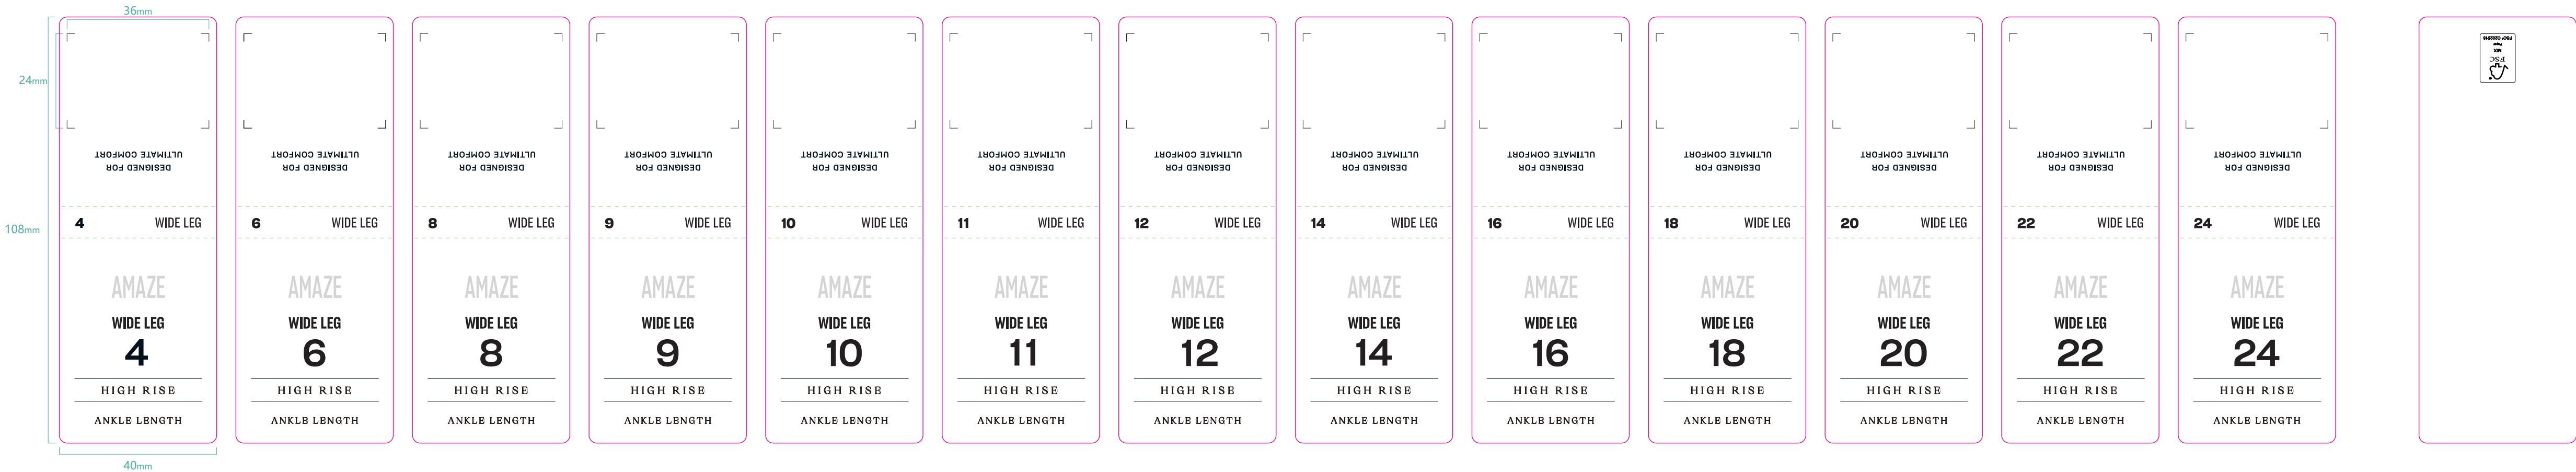 36mm
24mm
108mm
40mm
DESIGNED FOR
ULTIMATE COMFORT
4 WIDE LEG
AMAZE
WIDE LEG
4
HIGH RISE
ANKLE LENGTH
DESIGNED FOR
ULTIMATE COMFORT
6 WIDE LEG
AMAZE
WIDE LEG
6
HIGH RISE
ANKLE LENGTH
DESIGNED FOR
ULTIMATE COMFORT
8 WIDE LEG
AMAZE
WIDE LEG
8
HIGH RISE
ANKLE LENGTH
DESIGNED FOR
ULTIMATE COMFORT
9 WIDE LEG
AMAZE
WIDE LEG
9
HIGH RISE
ANKLE LENGTH
DESIGNED FOR
ULTIMATE COMFORT
10 WIDE LEG
AMAZE
WIDE LEG
10
HIGH RISE
ANKLE LENGTH
DESIGNED FOR
ULTIMATE COMFORT
11 WIDE LEG
AMAZE
WIDE LEG
11
HIGH RISE
ANKLE LENGTH
DESIGNED FOR
ULTIMATE COMFORT
12 WIDE LEG
AMAZE
WIDE LEG
12
HIGH RISE
ANKLE LENGTH
DESIGNED FOR
ULTIMATE COMFORT
14 WIDE LEG
AMAZE
WIDE LEG
14
HIGH RISE
ANKLE LENGTH
DESIGNED FOR
ULTIMATE COMFORT
16 WIDE LEG
AMAZE
WIDE LEG
16
HIGH RISE
ANKLE LENGTH
DESIGNED FOR
ULTIMATE COMFORT
18 WIDE LEG
AMAZE
WIDE LEG
18
HIGH RISE
ANKLE LENGTH
DESIGNED FOR
ULTIMATE COMFORT
20 WIDE LEG
AMAZE
WIDE LEG
20
HIGH RISE
ANKLE LENGTH
DESIGNED FOR
ULTIMATE COMFORT
22 WIDE LEG
AMAZE
WIDE LEG
22
HIGH RISE
ANKLE LENGTH
DESIGNED FOR
ULTIMATE COMFORT
24 WIDE LEG
AMAZE
WIDE LEG
24
HIGH RISE
ANKLE LENGTH
FSC
MIX
Paper